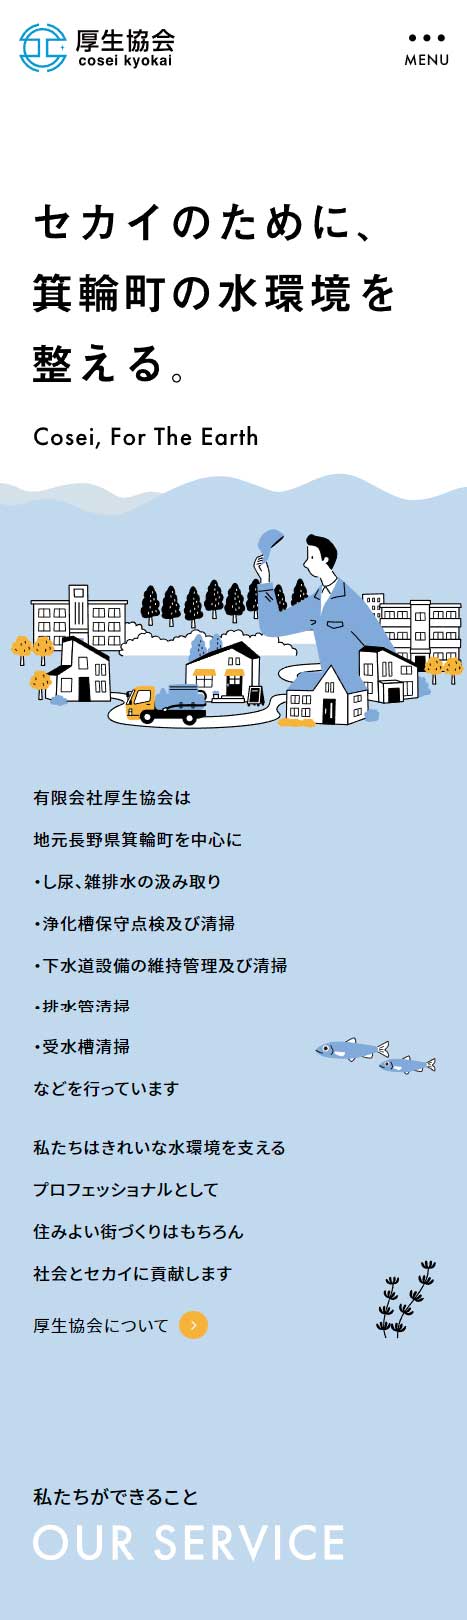 厚生協会
cosei kyokai
MENU
セカイのために、
箕輪町の水環境を
整える。
Cosei, For The Earth
有限会社厚生協会は
地元長野県箕輪町を中心に
・し尿、雑排水の汲み取り
・浄化槽保守点検及び清掃
・下水道設備の維持管理及び清掃
・排水管清掃
・受水槽清掃
などを行っています
私たちはきれいな水環境を支える
プロフェッショナルとして
住みよい街づくりはもちろん
社会とセカイに貢献します
厚生協会について
私たちができること
OUR SERVICE